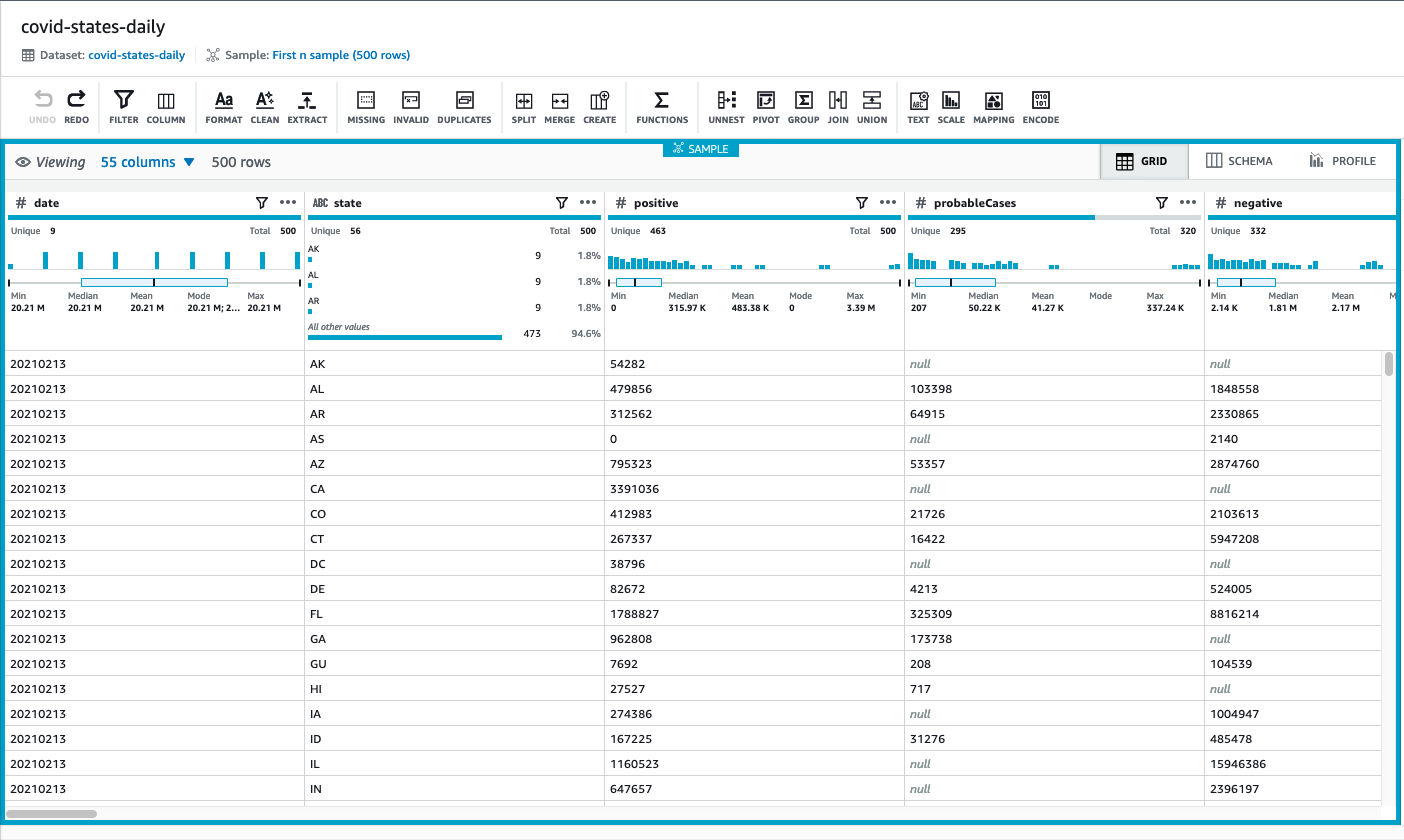 covid-states-daily
Dataset: covid-states-daily Sample: First n sample (500 rows)
UNDO REDO FILTER COLUMN FORMAT CLEAN EXTRACT MISSING INVALID DUPLICATES SPLIT MERGE CREATE FUNCTIONS UNNEST PIVOT GROUP JOIN UNION TEXT SCALE MAPPING ENCODE
SAMPLE
Viewing 55 columns 500 rows GRID SCHEMA PROFILE
# date ABC state # positive # probableCases # negative
Unique 9 Total 500 Unique 56 Total 500 Unique 463 Total 500 Unique 295 Total 320 Unique 332
AK 9 1.8%
AL 9 1.8%
AR 9 1.8%
All other values 473 94.6%
Min Median Mean Mode Max Min Median Mean Mode Max Min Median Mean Mode Max Min Median Mean M
20.21 M 20.21 M 20.21 M 20.21 M; 2... 20.21 M 0 315.97 K 483.38 K 0 3.39 M 207 50.22 K 41.27 K 337.24 K 2.14 K 1.81 M 2.17 M
20210213 AK 54282 null null
20210213 AL 479856 103398 1848558
20210213 AR 312562 64915 2330865
20210213 AS 0 null 2140
20210213 AZ 795323 53357 2874760
20210213 CA 3391036 null null
20210213 CO 412983 21726 2103613
20210213 CT 267337 16422 5947208
20210213 DC 38796 null null
20210213 DE 82672 4213 524005
20210213 FL 1788827 325309 8816214
20210213 GA 962808 173738 null
20210213 GU 7692 208 104539
20210213 HI 27527 717 null
20210213 IA 274386 null 1004947
20210213 ID 167225 31276 485478
20210213 IL 1160523 null 15946386
20210213 IN 647657 null 2396197